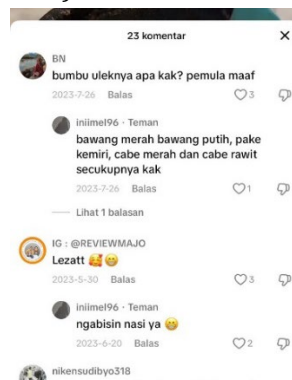 23 komentar
BN
bumbu uleknya apa kak? pemula maaf
2023-7-26 Balas 3
iniimel96 · Teman
bawang merah bawang putih, pake
kemiri, cabe merah dan cabe rawit
secukupnya kak
2023-7-26 Balas 1
Lihat 1 balasan
IG : @REVIEWMAJO
Lezatt 🥰😋
2023-5-30 Balas 3
iniimel96 · Teman
ngabisin nasi ya 😋
2023-6-20 Balas 2
nikensudibyo318